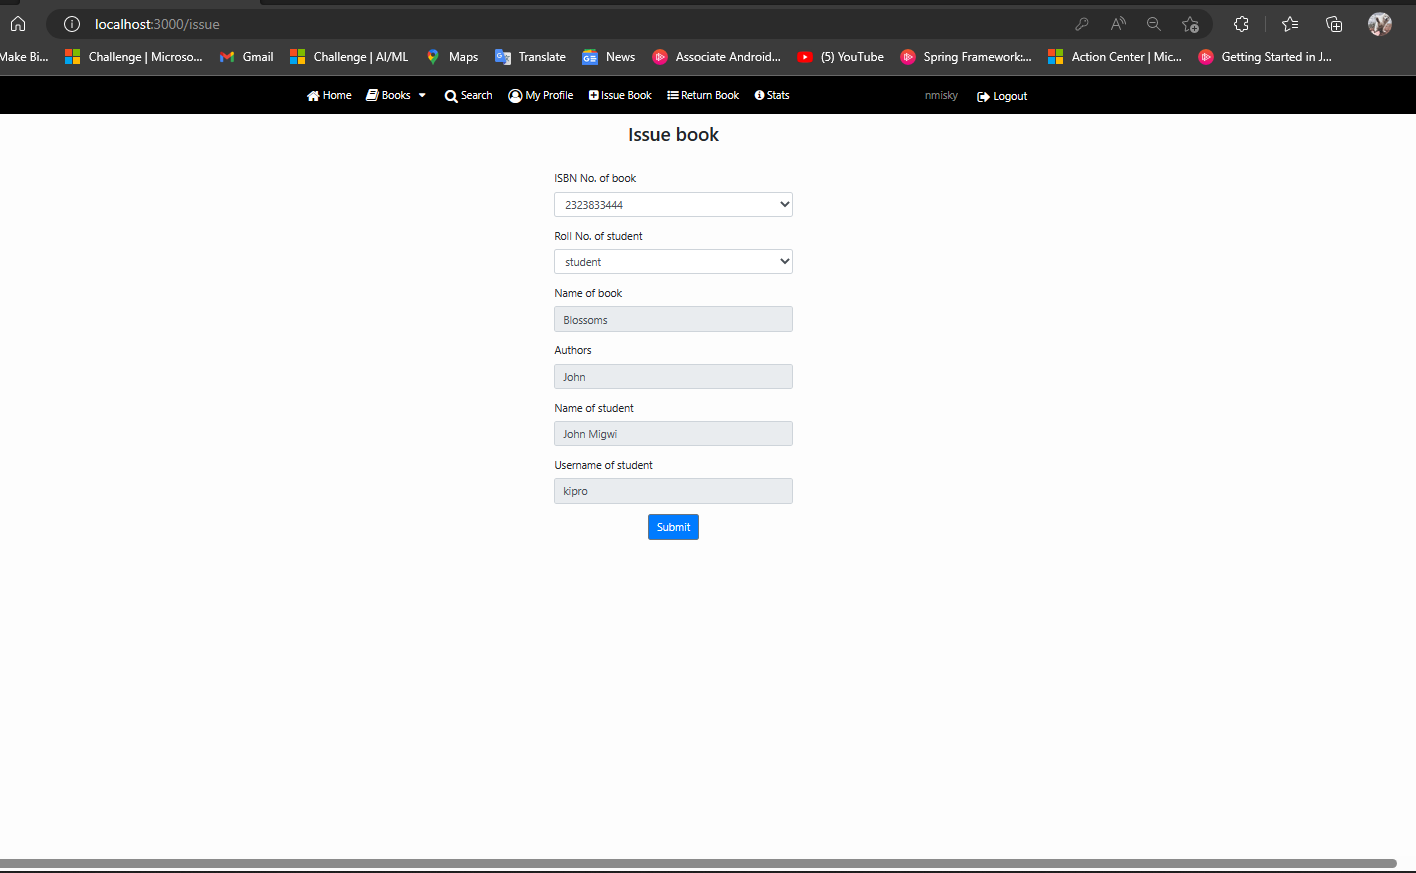 localhost:3000/issue
Make Bi... Challenge | Microso... Gmail Challenge | AI/ML Maps Translate News Associate Android... (5) YouTube Spring Framework:... Action Center | Mic... Getting Started in J...
Home Books Search My Profile Issue Book Return Book Stats nmisky Logout
Issue book
ISBN No. of book
2323833444
Roll No. of student
student
Name of book
Blossoms
Authors
John
Name of student
John Migwi
Username of student
kipro
Submit